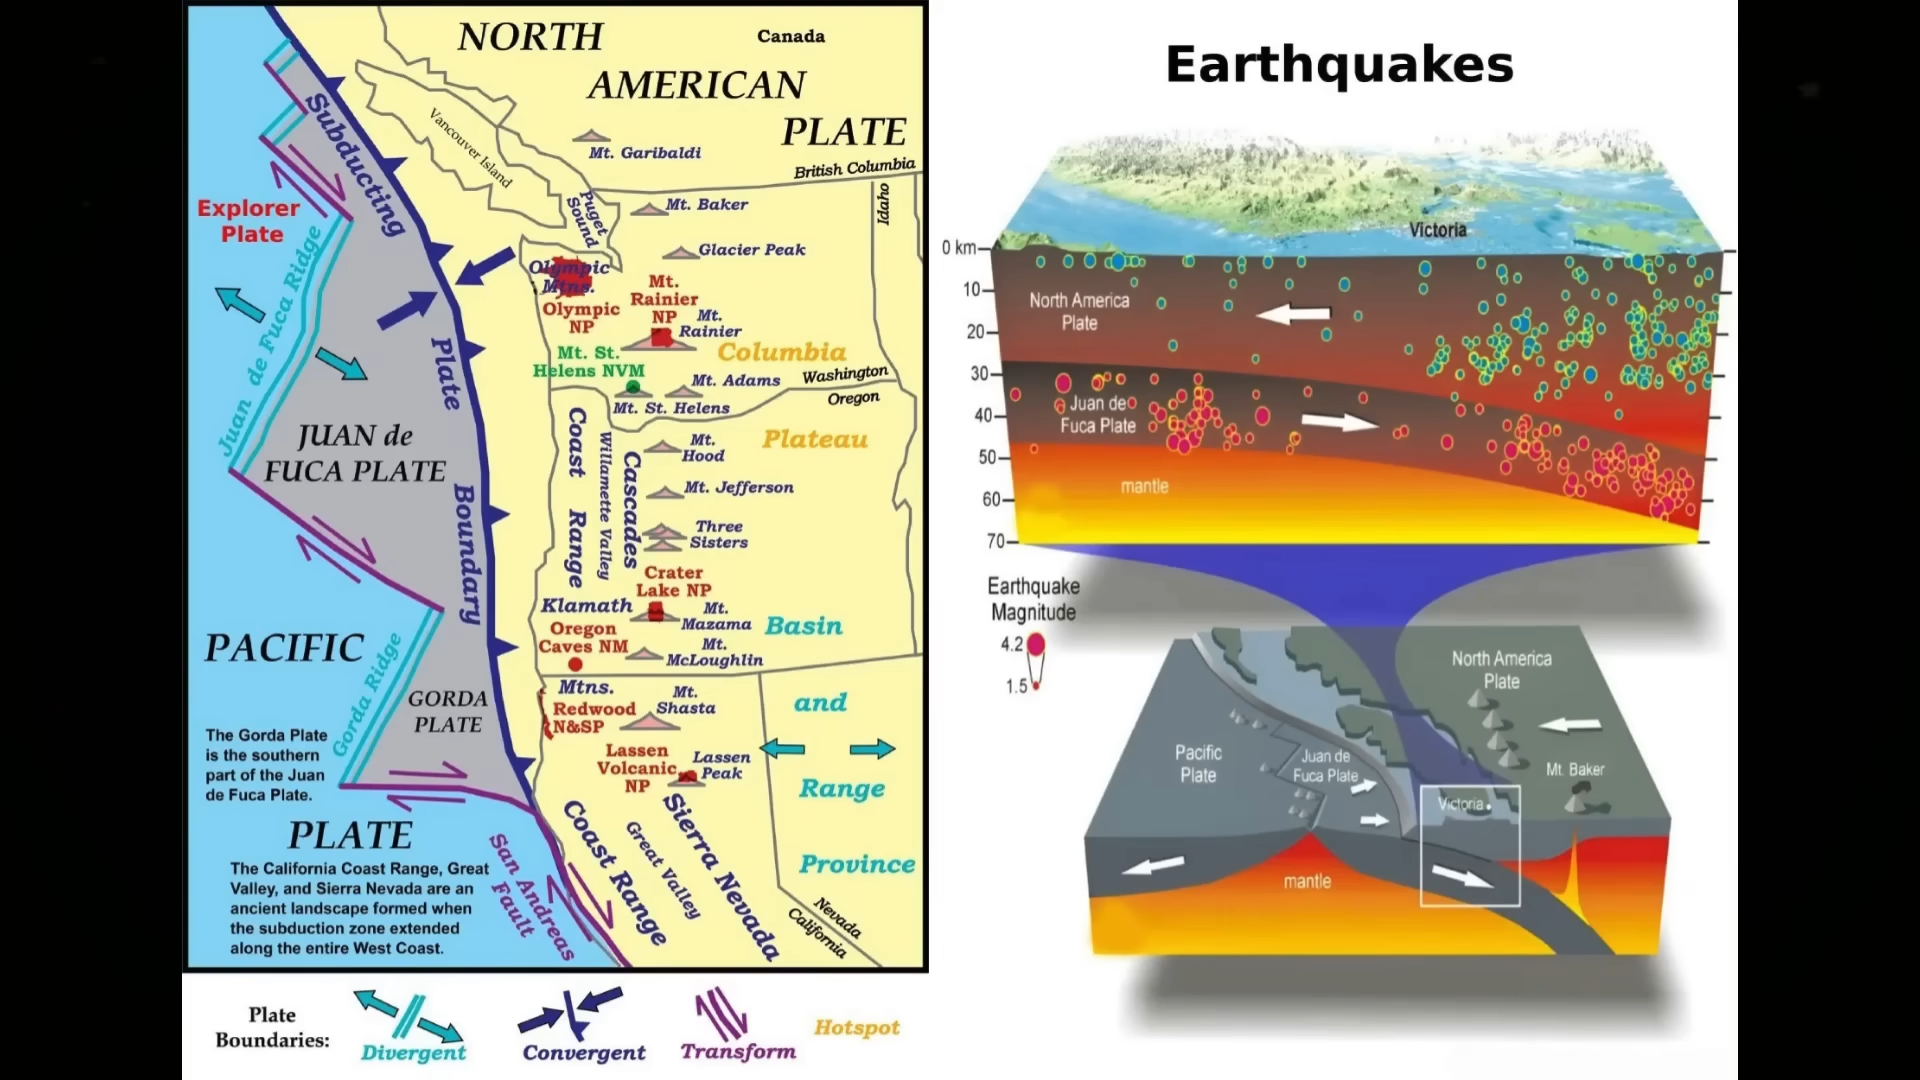 NORTH
AMERICAN
PLATE
Canada
Vancouver Island
Mt. Garibaldi
British Columbia
Idaho
Subducting
Plate
Boundary
Explorer
Plate
Juan de Fuca Ridge
Puget
Sound
Mt. Baker
Glacier Peak
Olympic
Mtns.
Olympic
NP
Mt.
Rainier
NP
Mt.
Rainier
Columbia
Mt. St.
Helens NVM
Mt. Adams
Washington
Oregon
Mt. St. Helens
JUAN de
FUCA PLATE
Coast Range
Willamette Valley
Cascades
Mt.
Hood
Plateau
Mt. Jefferson
Three
Sisters
Crater
Lake NP
Klamath
Mt.
Mazama
Basin
Oregon
Caves NM
Mt.
McLoughlin
PACIFIC
Gorda Ridge
GORDA
PLATE
Mtns.
Mt.
Shasta
Redwood
N&SP
and
Lassen
Volcanic
NP
Lassen
Peak
Range
The Gorda Plate
is the southern
part of the Juan
de Fuca Plate.
PLATE
San Andreas
Fault
Coast Range
Great Valley
Sierra Nevada
Province
Nevada
California
The California Coast Range, Great
Valley, and Sierra Nevada are an
ancient landscape formed when
the subduction zone extended
along the entire West Coast.
Plate
Boundaries:
Divergent
Convergent
Transform
Hotspot
Earthquakes
Victoria
0 km
10
20
30
40
50
60
70
North America
Plate
Juan de
Fuca Plate
mantle
Earthquake
Magnitude
4.2
1.5
North America
Plate
Pacific
Plate
Juan de
Fuca Plate
Mt. Baker
Victoria
mantle